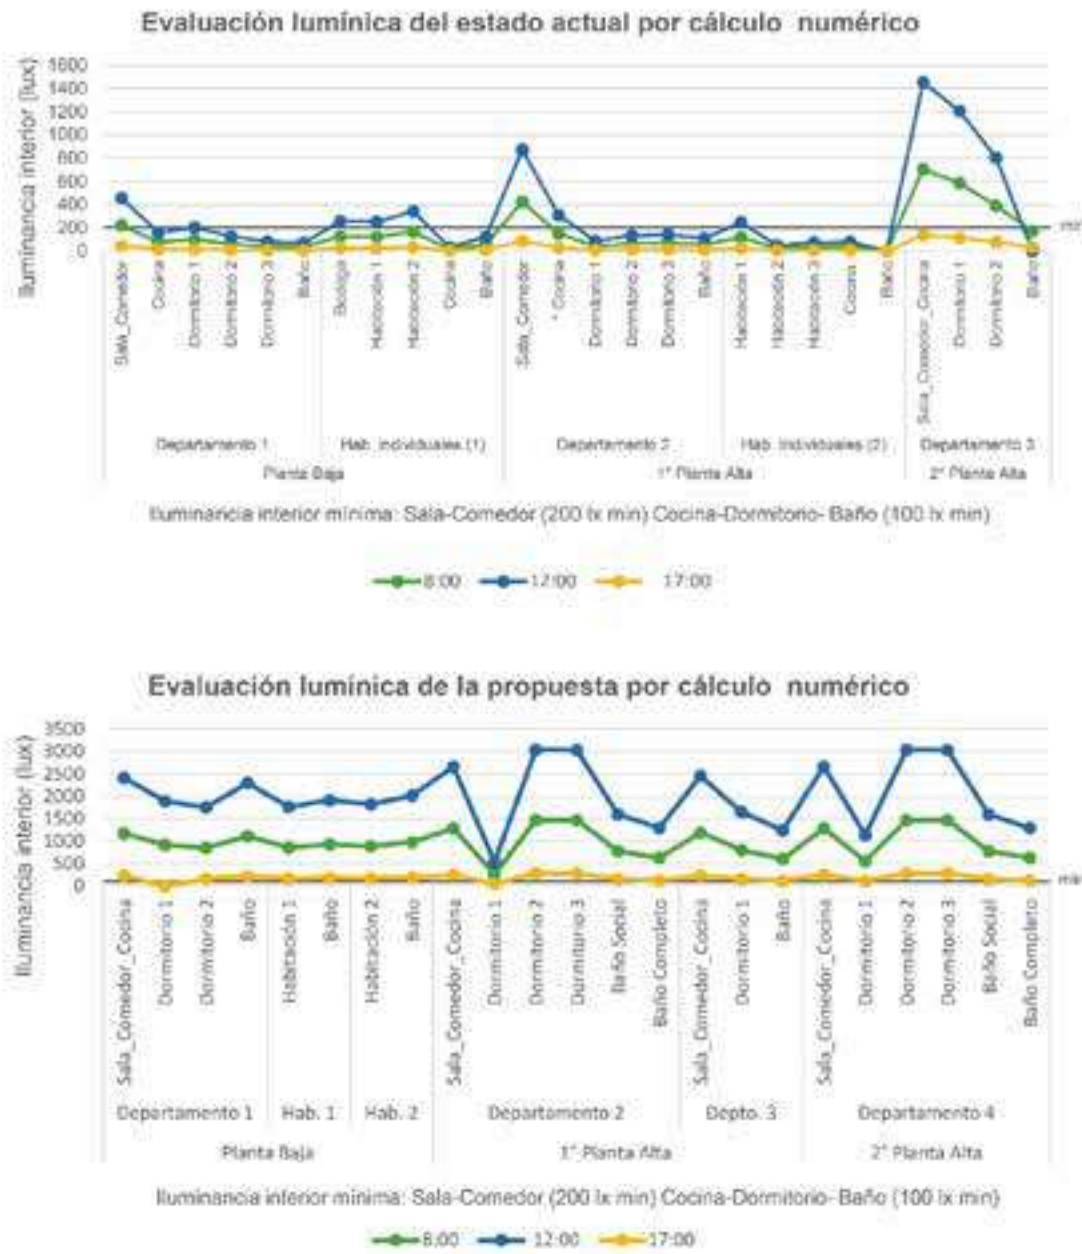 Evaluación lumínica del estado actual por cálculo numérico
Iluminancia interior (lux)
1600
1400
1200
1000
800
600
400
200
0
min
Sala_Comedor
Cocina
Dormitorio 1
Dormitorio 2
Dormitorio 3
Baño
Bodega
Habitación 1
Habitación 2
Cocina
Baño
Sala_Comedor
Cocina
Dormitorio 1
Dormitorio 2
Dormitorio 3
Baño
Habitación 1
Habitación 2
Habitación 3
Cocina
Baño
Sala_Comedor_Cocina
Dormitorio 1
Dormitorio 2
Baño
Departamento 1
Hab. Individuales (1)
Departamento 2
Hab. Individuales (2)
Departamento 3
Planta Baja
1° Planta Alta
2° Planta Alta
Iluminancia interior mínima: Sala-Comedor (200 lx min) Cocina-Dormitorio- Baño (100 lx min)
8:00 12:00 17:00
Evaluación lumínica de la propuesta por cálculo numérico
Iluminancia interior (lux)
3500
3000
2500
2000
1500
1000
500
0
min
Sala_Comedor_Cocina
Dormitorio 1
Dormitorio 2
Baño
Habitación 1
Baño
Habitación 2
Baño
Sala_Comedor_Cocina
Dormitorio 1
Dormitorio 2
Dormitorio 3
Baño Social
Baño Completo
Sala_Comedor_Cocina
Dormitorio 1
Baño
Sala_Comedor_Cocina
Dormitorio 1
Dormitorio 2
Dormitorio 3
Baño Social
Baño Completo
Departamento 1
Hab. 1
Hab. 2
Departamento 2
Depto. 3
Departamento 4
Planta Baja
1° Planta Alta
2° Planta Alta
Iluminancia interior mínima: Sala-Comedor (200 lx min) Cocina-Dormitorio- Baño (100 lx min)
8:00 12:00 17:00